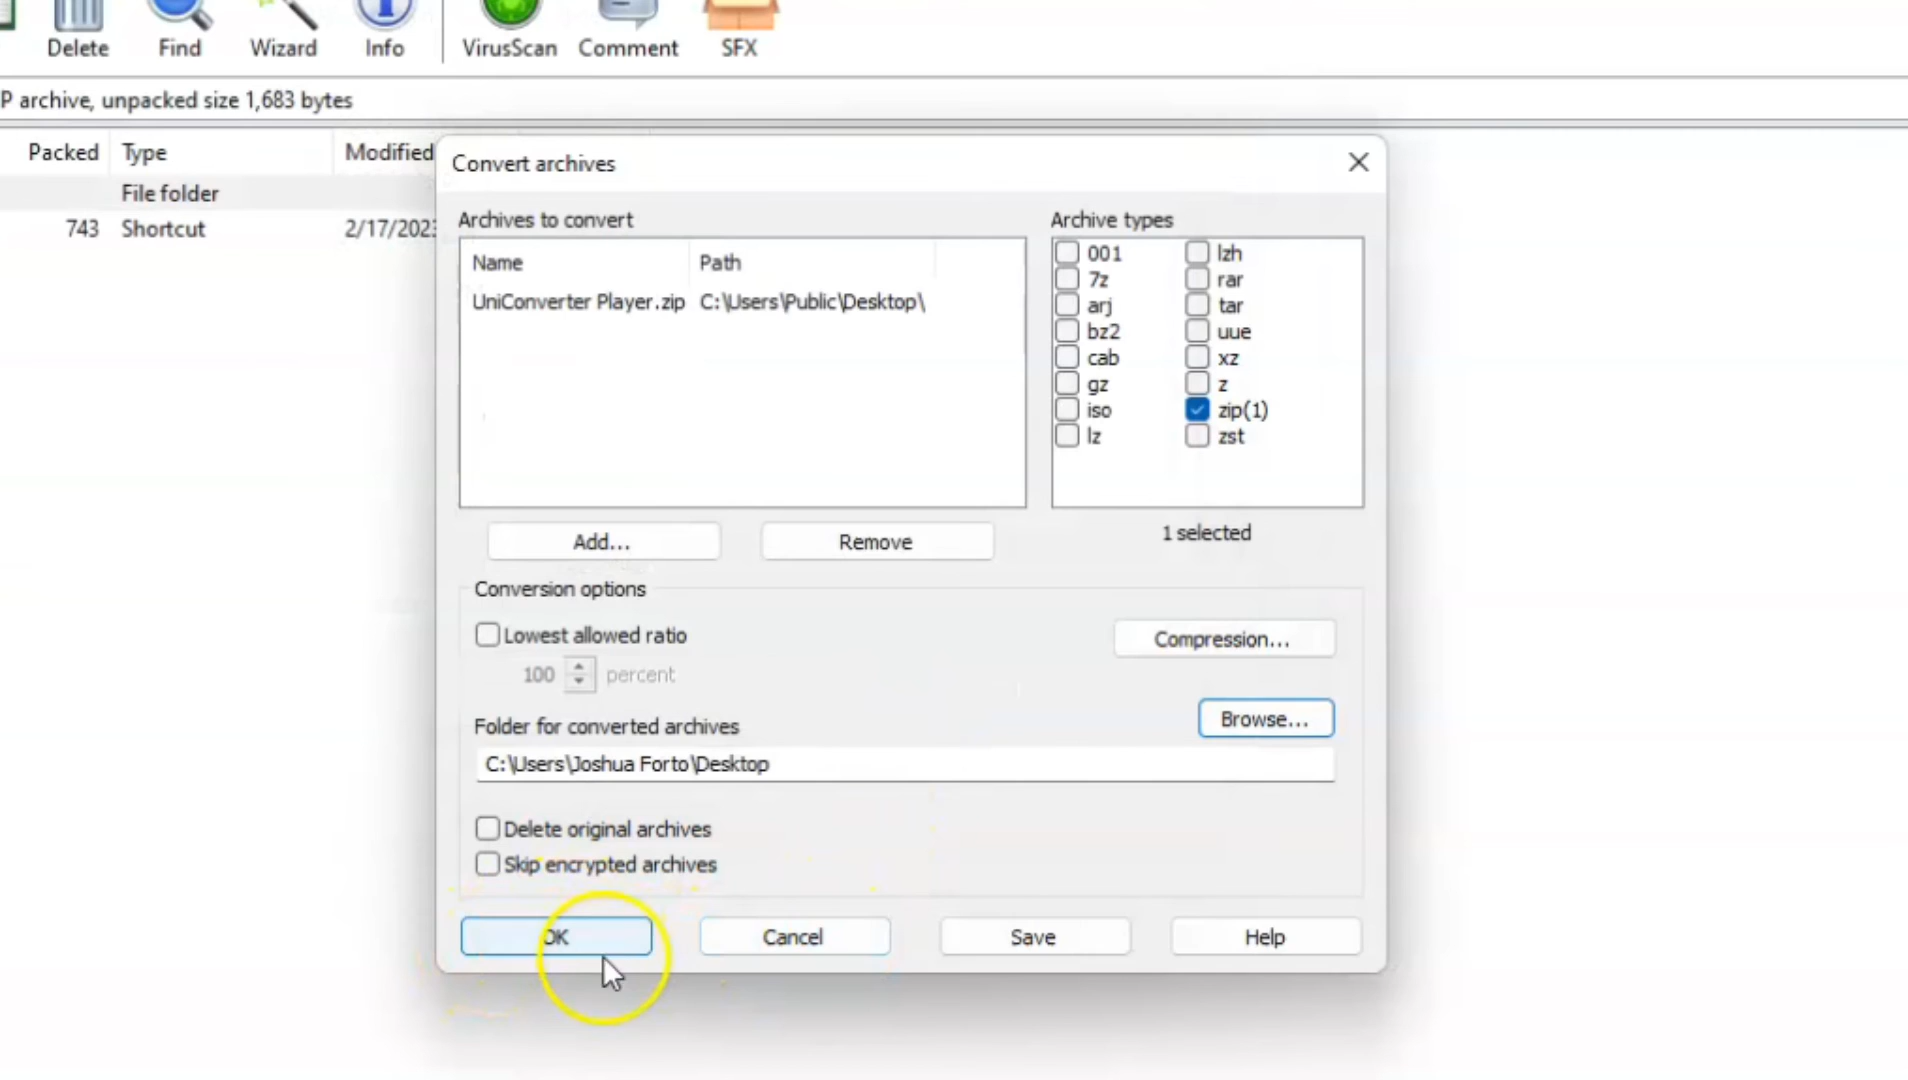 Delete Find Wizard Info VirusScan Comment SFX
P archive, unpacked size 1,683 bytes
Packed Type Modified
File folder
743 Shortcut 2/17/2023
Convert archives
Archives to convert
Name Path
UniConverter Player.zip C:\Users\Public\Desktop\
Archive types
001 lzh
7z rar
arj tar
bz2 uue
cab xz
gz z
iso zip(1)
lz zst
1 selected
Add... Remove
Conversion options
Lowest allowed ratio
100 percent
Compression...
Folder for converted archives
Browse...
C:\Users\Joshua Forto\Desktop
Delete original archives
Skip encrypted archives
OK Cancel Save Help